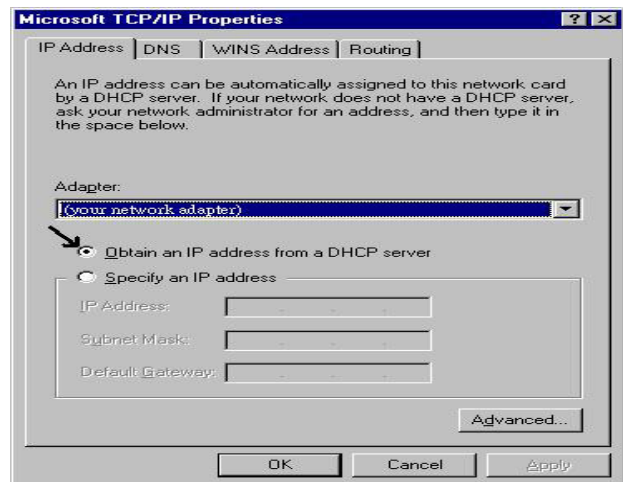 Microsoft TCP/IP Properties
IP Address DNS WINS Address Routing
An IP address can be automatically assigned to this network card
by a DHCP server. If your network does not have a DHCP server,
ask your network administrator for an address, and then type it in
the space below.
Adapter:
(your network adapter)
Obtain an IP address from a DHCP server
Specify an IP address
IP Address:
Subnet Mask:
Default Gateway:
Advanced...
OK Cancel Apply